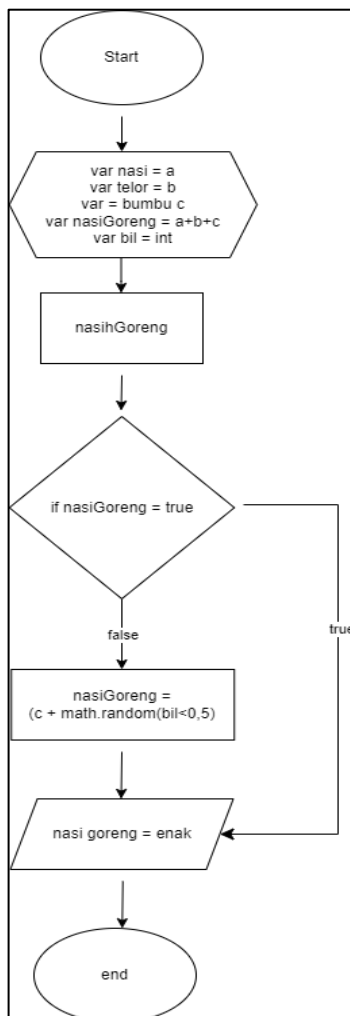 Start
var nasi = a
var telor = b
var = bumbu c
var nasiGoreng = a+b+c
var bil = int
nasihGoreng
if nasiGoreng = true
true
false
nasiGoreng =
(c + math.random(bil<0,5)
nasi goreng = enak
end